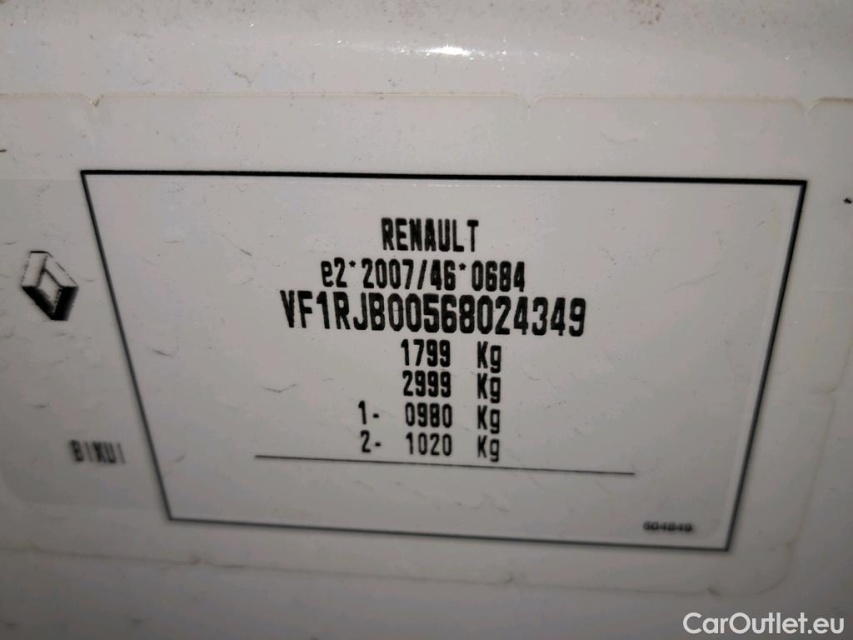 RENAULT
e2*2007/46*0684
VF1RJB00568024349
1799 Kg
2999 Kg
1- 0980 Kg
2- 1020 Kg
CarOutlet.eu